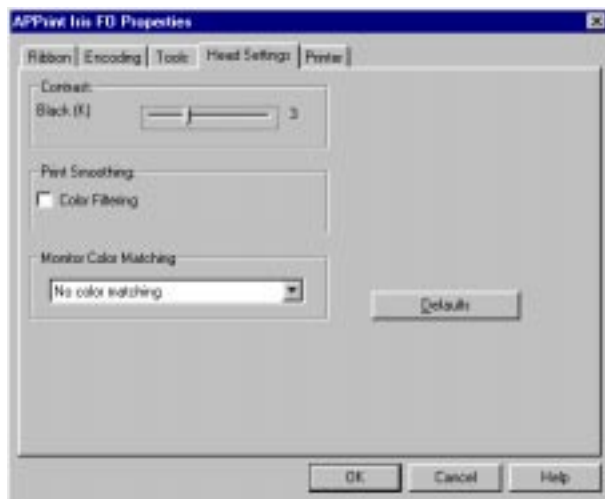 APPrint Iris FD Properties
Ribbon Encoding Tools Head Settings Printer
Contrast
Black (K) 3
Print Smoothing
Color Filtering
Monitor Color Matching
No color matching
Defaults
OK Cancel Help